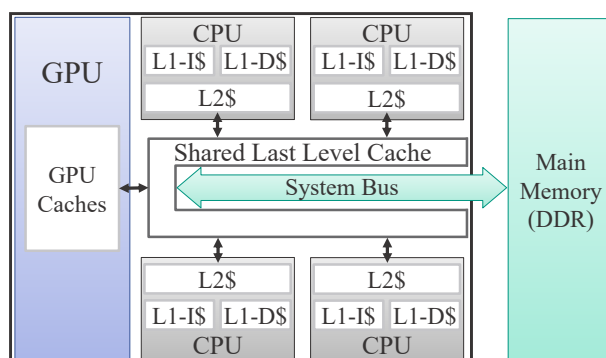 GPU
GPU
Caches
CPU
L1-I$ L1-D$
L2$
CPU
L1-I$ L1-D$
L2$
Shared Last Level Cache
System Bus
Main
Memory
(DDR)
L2$
L1-I$ L1-D$
CPU
L2$
L1-I$ L1-D$
CPU